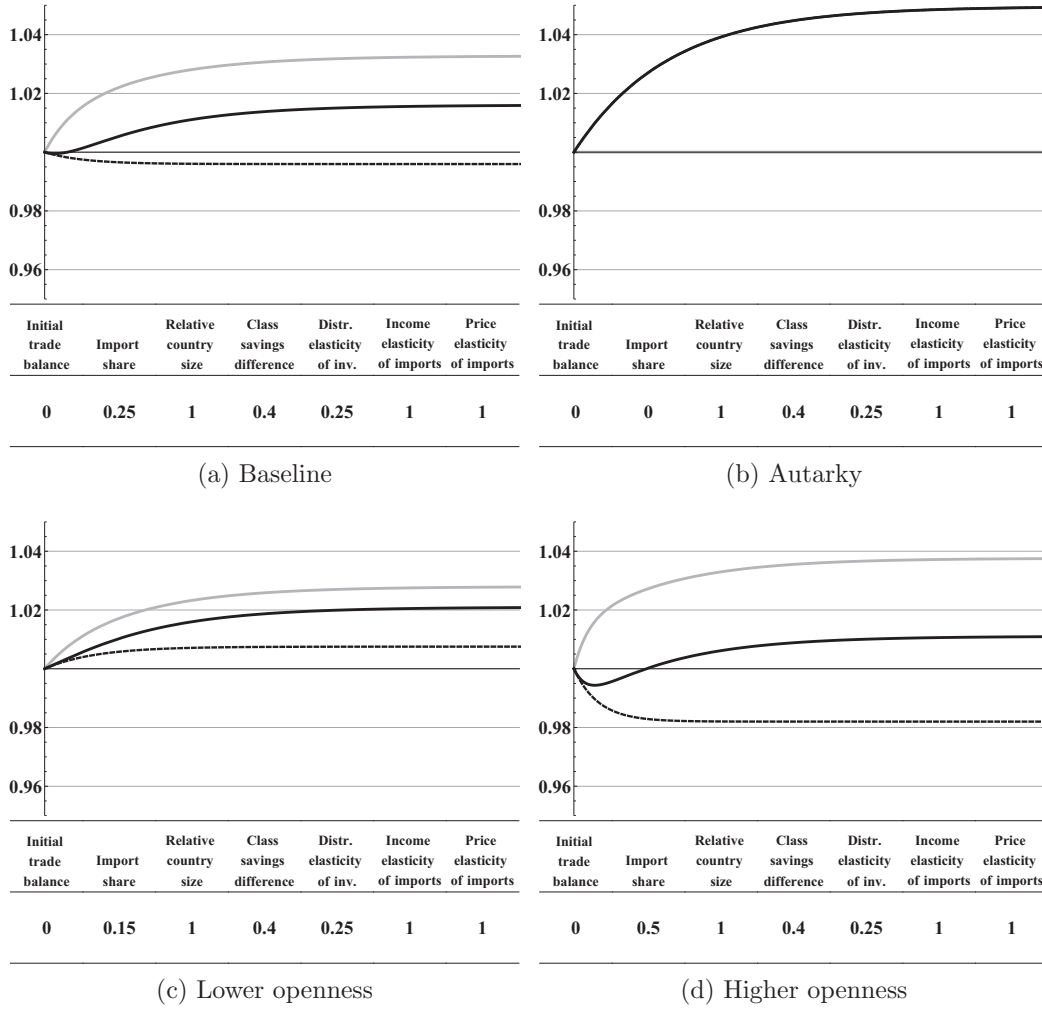 1.04
1.02
1.00
0.98
0.96
Initial trade balance
Import share
Relative country size
Class savings difference
Distr. elasticity of inv.
Income elasticity of imports
Price elasticity of imports
0 0.25 1 0.4 0.25 1 1
(a) Baseline
1.04
1.02
1.00
0.98
0.96
Initial trade balance
Import share
Relative country size
Class savings difference
Distr. elasticity of inv.
Income elasticity of imports
Price elasticity of imports
0 0 1 0.4 0.25 1 1
(b) Autarky
1.04
1.02
1.00
0.98
0.96
Initial trade balance
Import share
Relative country size
Class savings difference
Distr. elasticity of inv.
Income elasticity of imports
Price elasticity of imports
0 0.15 1 0.4 0.25 1 1
(c) Lower openness
1.04
1.02
1.00
0.98
0.96
Initial trade balance
Import share
Relative country size
Class savings difference
Distr. elasticity of inv.
Income elasticity of imports
Price elasticity of imports
0 0.5 1 0.4 0.25 1 1
(d) Higher openness